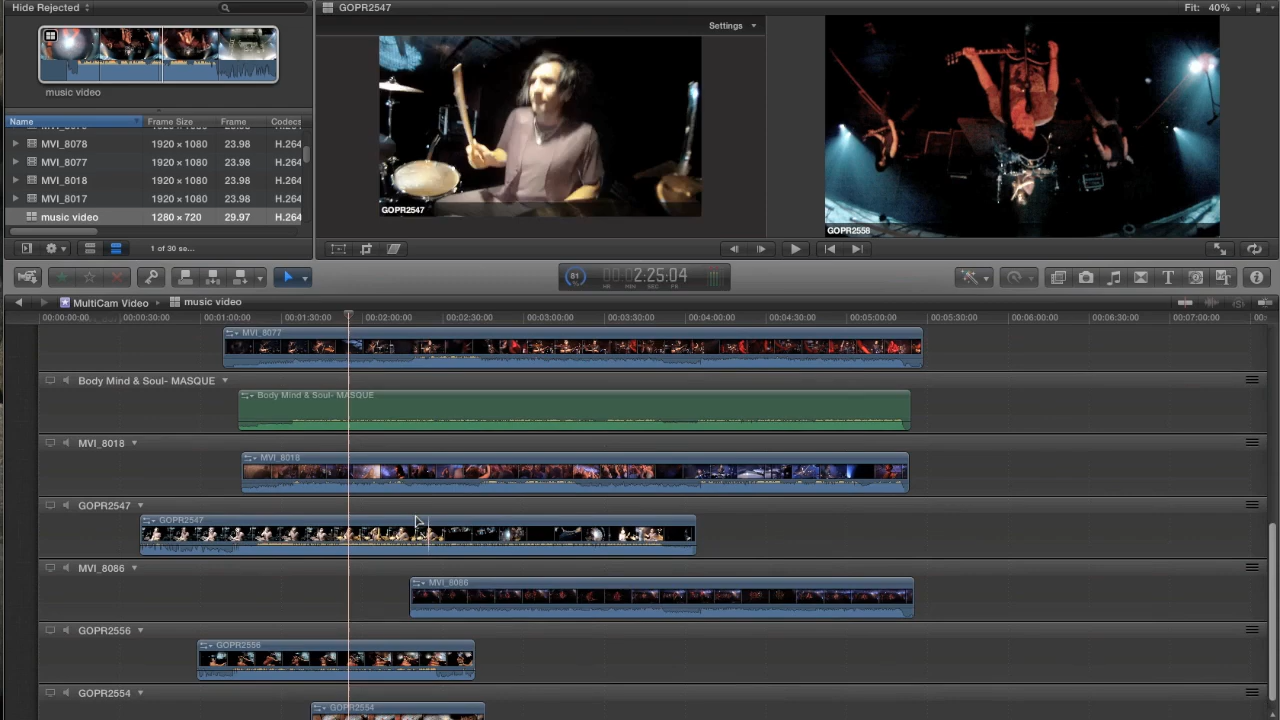 Hide Rejected
GOPR2547
Fit: 40%
Settings
music video
GOPR2547
GOPR2558
Name Frame Size Frame Codecs
MVI_8078 1920 × 1080 23.98 H.264
MVI_8077 1920 × 1080 23.98 H.264
MVI_8018 1920 × 1080 23.98 H.264
MVI_8017 1920 × 1080 23.98 H.264
music video 1280 × 720 29.97 H.264
1 of 30 se...
81
2:25:04
HR MIN SEC FR
MultiCam Video music video
00:00:00:00 00:00:30:00 00:01:00:00 00:01:30:00 00:02:00:00 00:02:30:00 00:03:00:00 00:03:30:00 00:04:00:00 00:04:30:00 00:05:00:00 00:05:30:00 00:06:00:00 00:06:30:00 00:07:00:00
MVI_8077
Body Mind & Soul- MASQUE
Body Mind & Soul- MASQUE
MVI_8018
MVI_8018
GOPR2547
GOPR2547
MVI_8086
MVI_8086
GOPR2556
GOPR2556
GOPR2554
GOPR2554